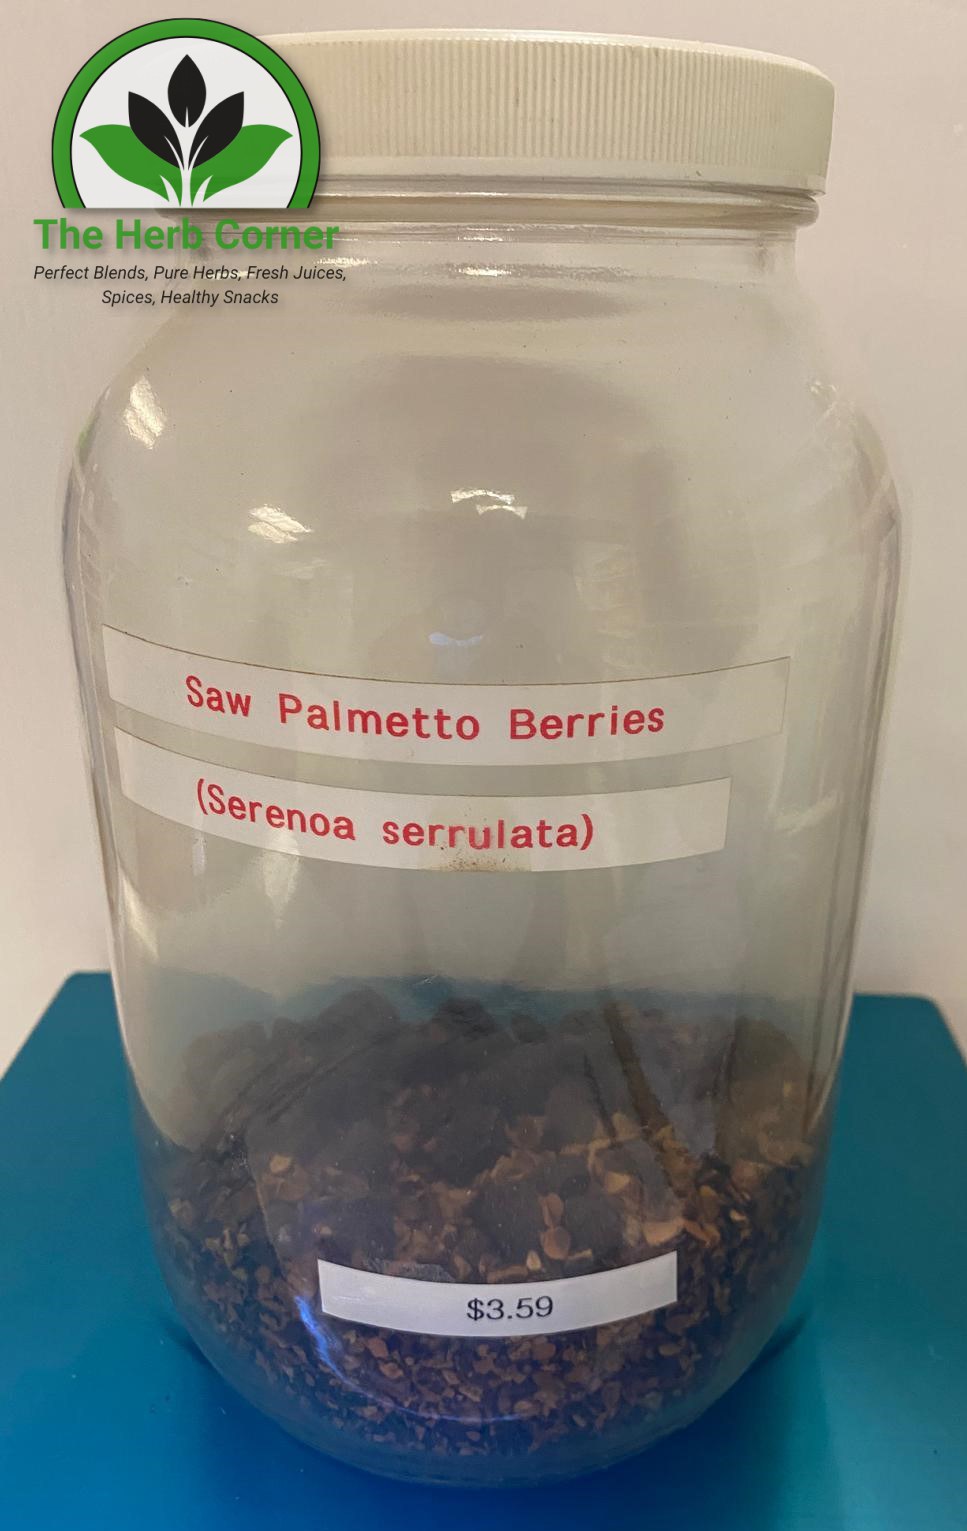 The Herb Corner
Perfect Blends, Pure Herbs, Fresh Juices,
Spices, Healthy Snacks
Saw Palmetto Berries
(Serenoa serrulata)
$3.59